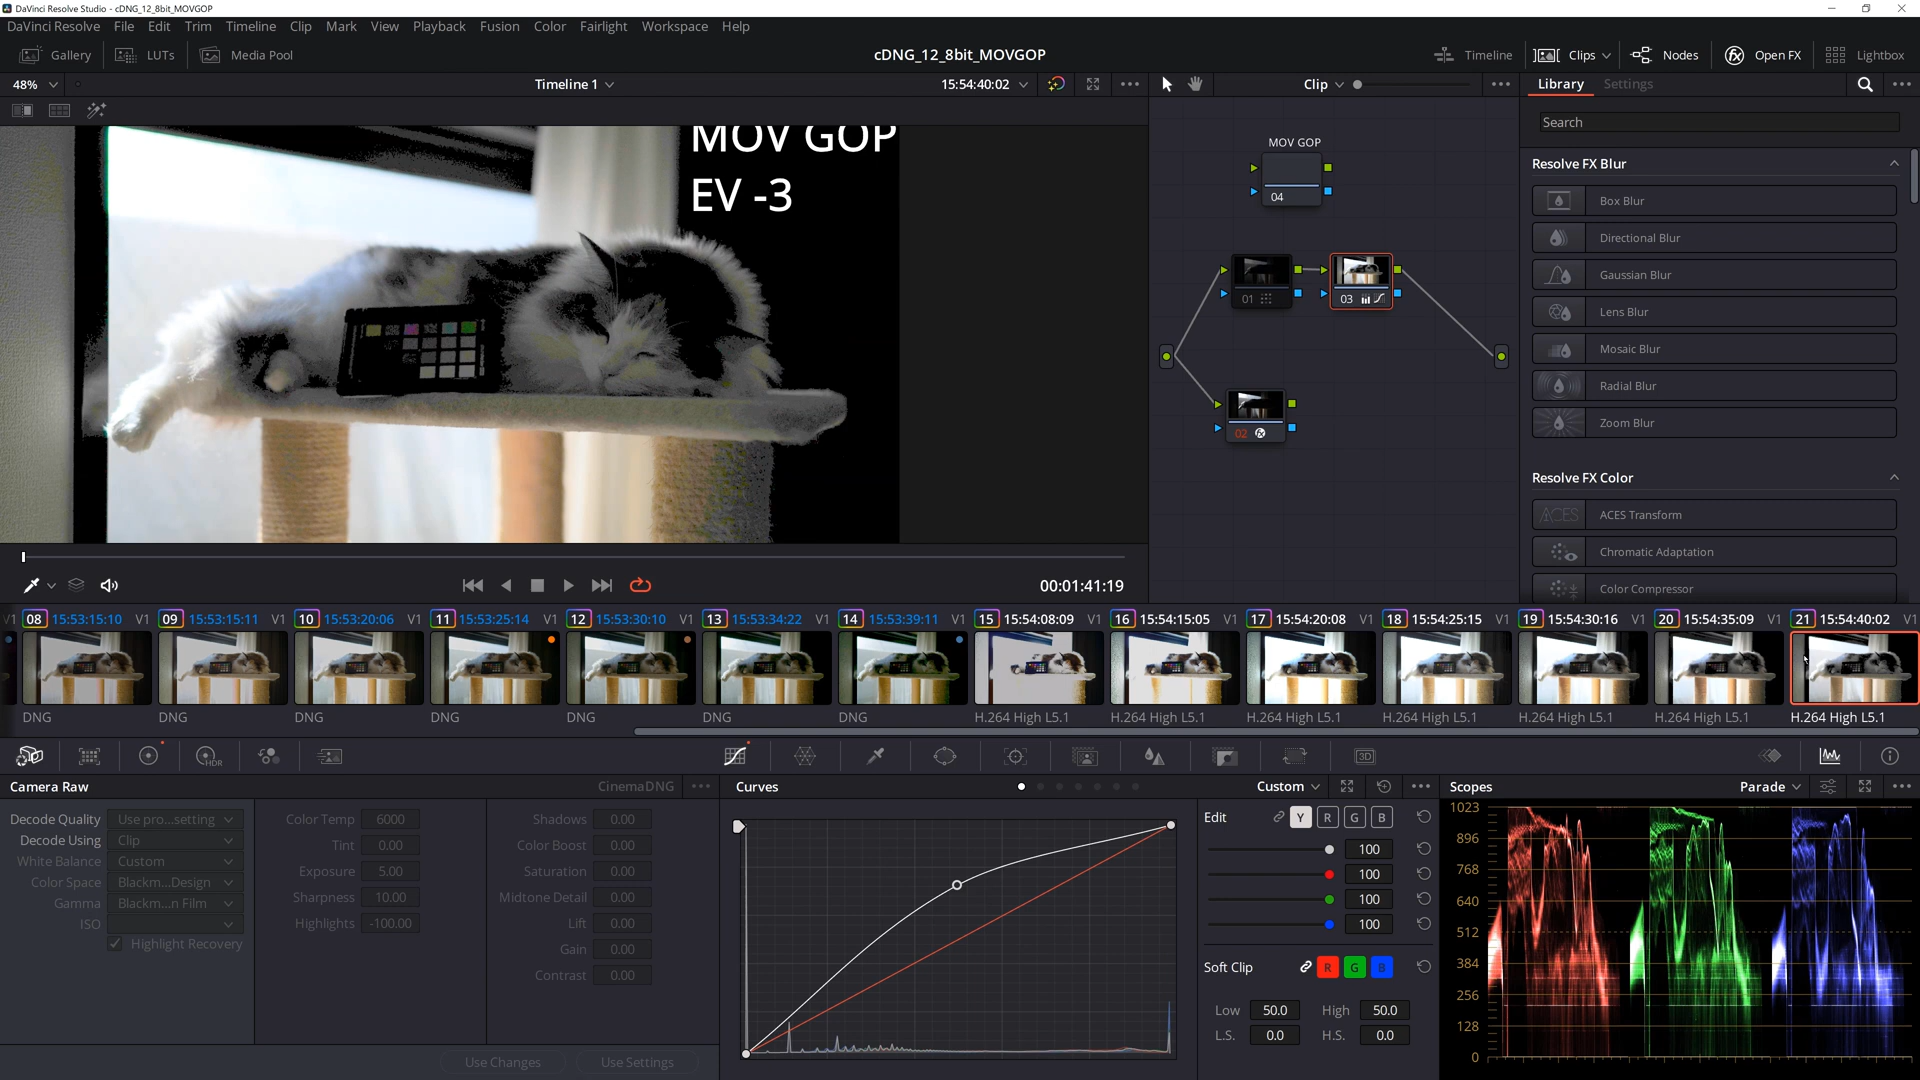 DaVinci Resolve Studio - cDNG_12_8bit_MOVGOP
DaVinci Resolve File Edit Trim Timeline Clip Mark View Playback Fusion Color Fairlight Workspace Help
Gallery LUTs Media Pool cDNG_12_8bit_MOVGOP Timeline Clips Nodes Open FX Lightbox
48% Timeline 1 15:54:40:02 Clip Library Settings
Search
MOV GOP
EV -3
MOV GOP
04
01
03
02
Resolve FX Blur
Box Blur
Directional Blur
Gaussian Blur
Lens Blur
Mosaic Blur
Radial Blur
Zoom Blur
Resolve FX Color
ACES
ACES Transform
Chromatic Adaptation
Color Compressor
00:01:41:19
V1 08 15:53:15:10 V1 09 15:53:15:11 V1 10 15:53:20:06 V1 11 15:53:25:14 V1 12 15:53:30:10 V1 13 15:53:34:22 V1 14 15:53:39:11 V1 15 15:54:08:09 V1 16 15:54:15:05 V1 17 15:54:20:08 V1 18 15:54:25:15 V1 19 15:54:30:16 V1 20 15:54:35:09 V1 21 15:54:40:02 V1
DNG DNG DNG DNG DNG DNG DNG H.264 High L5.1 H.264 High L5.1 H.264 High L5.1 H.264 High L5.1 H.264 High L5.1 H.264 High L5.1 H.264 High L5.1
HDR 3D
Camera Raw CinemaDNG
Decode Quality Use pro...setting
Decode Using Clip
White Balance Custom
Color Space Blackm...Design
Gamma Blackm...n Film
ISO
Highlight Recovery
Color Temp 6000
Tint 0.00
Exposure 5.00
Sharpness 10.00
Highlights -100.00
Shadows 0.00
Color Boost 0.00
Saturation 0.00
Midtone Detail 0.00
Lift 0.00
Gain 0.00
Contrast 0.00
Use Changes Use Settings
Curves Custom
Edit Y R G B
100
100
100
100
Soft Clip R G B
Low 50.0 High 50.0
L.S. 0.0 H.S. 0.0
Scopes Parade
1023
896
768
640
512
384
256
128
0